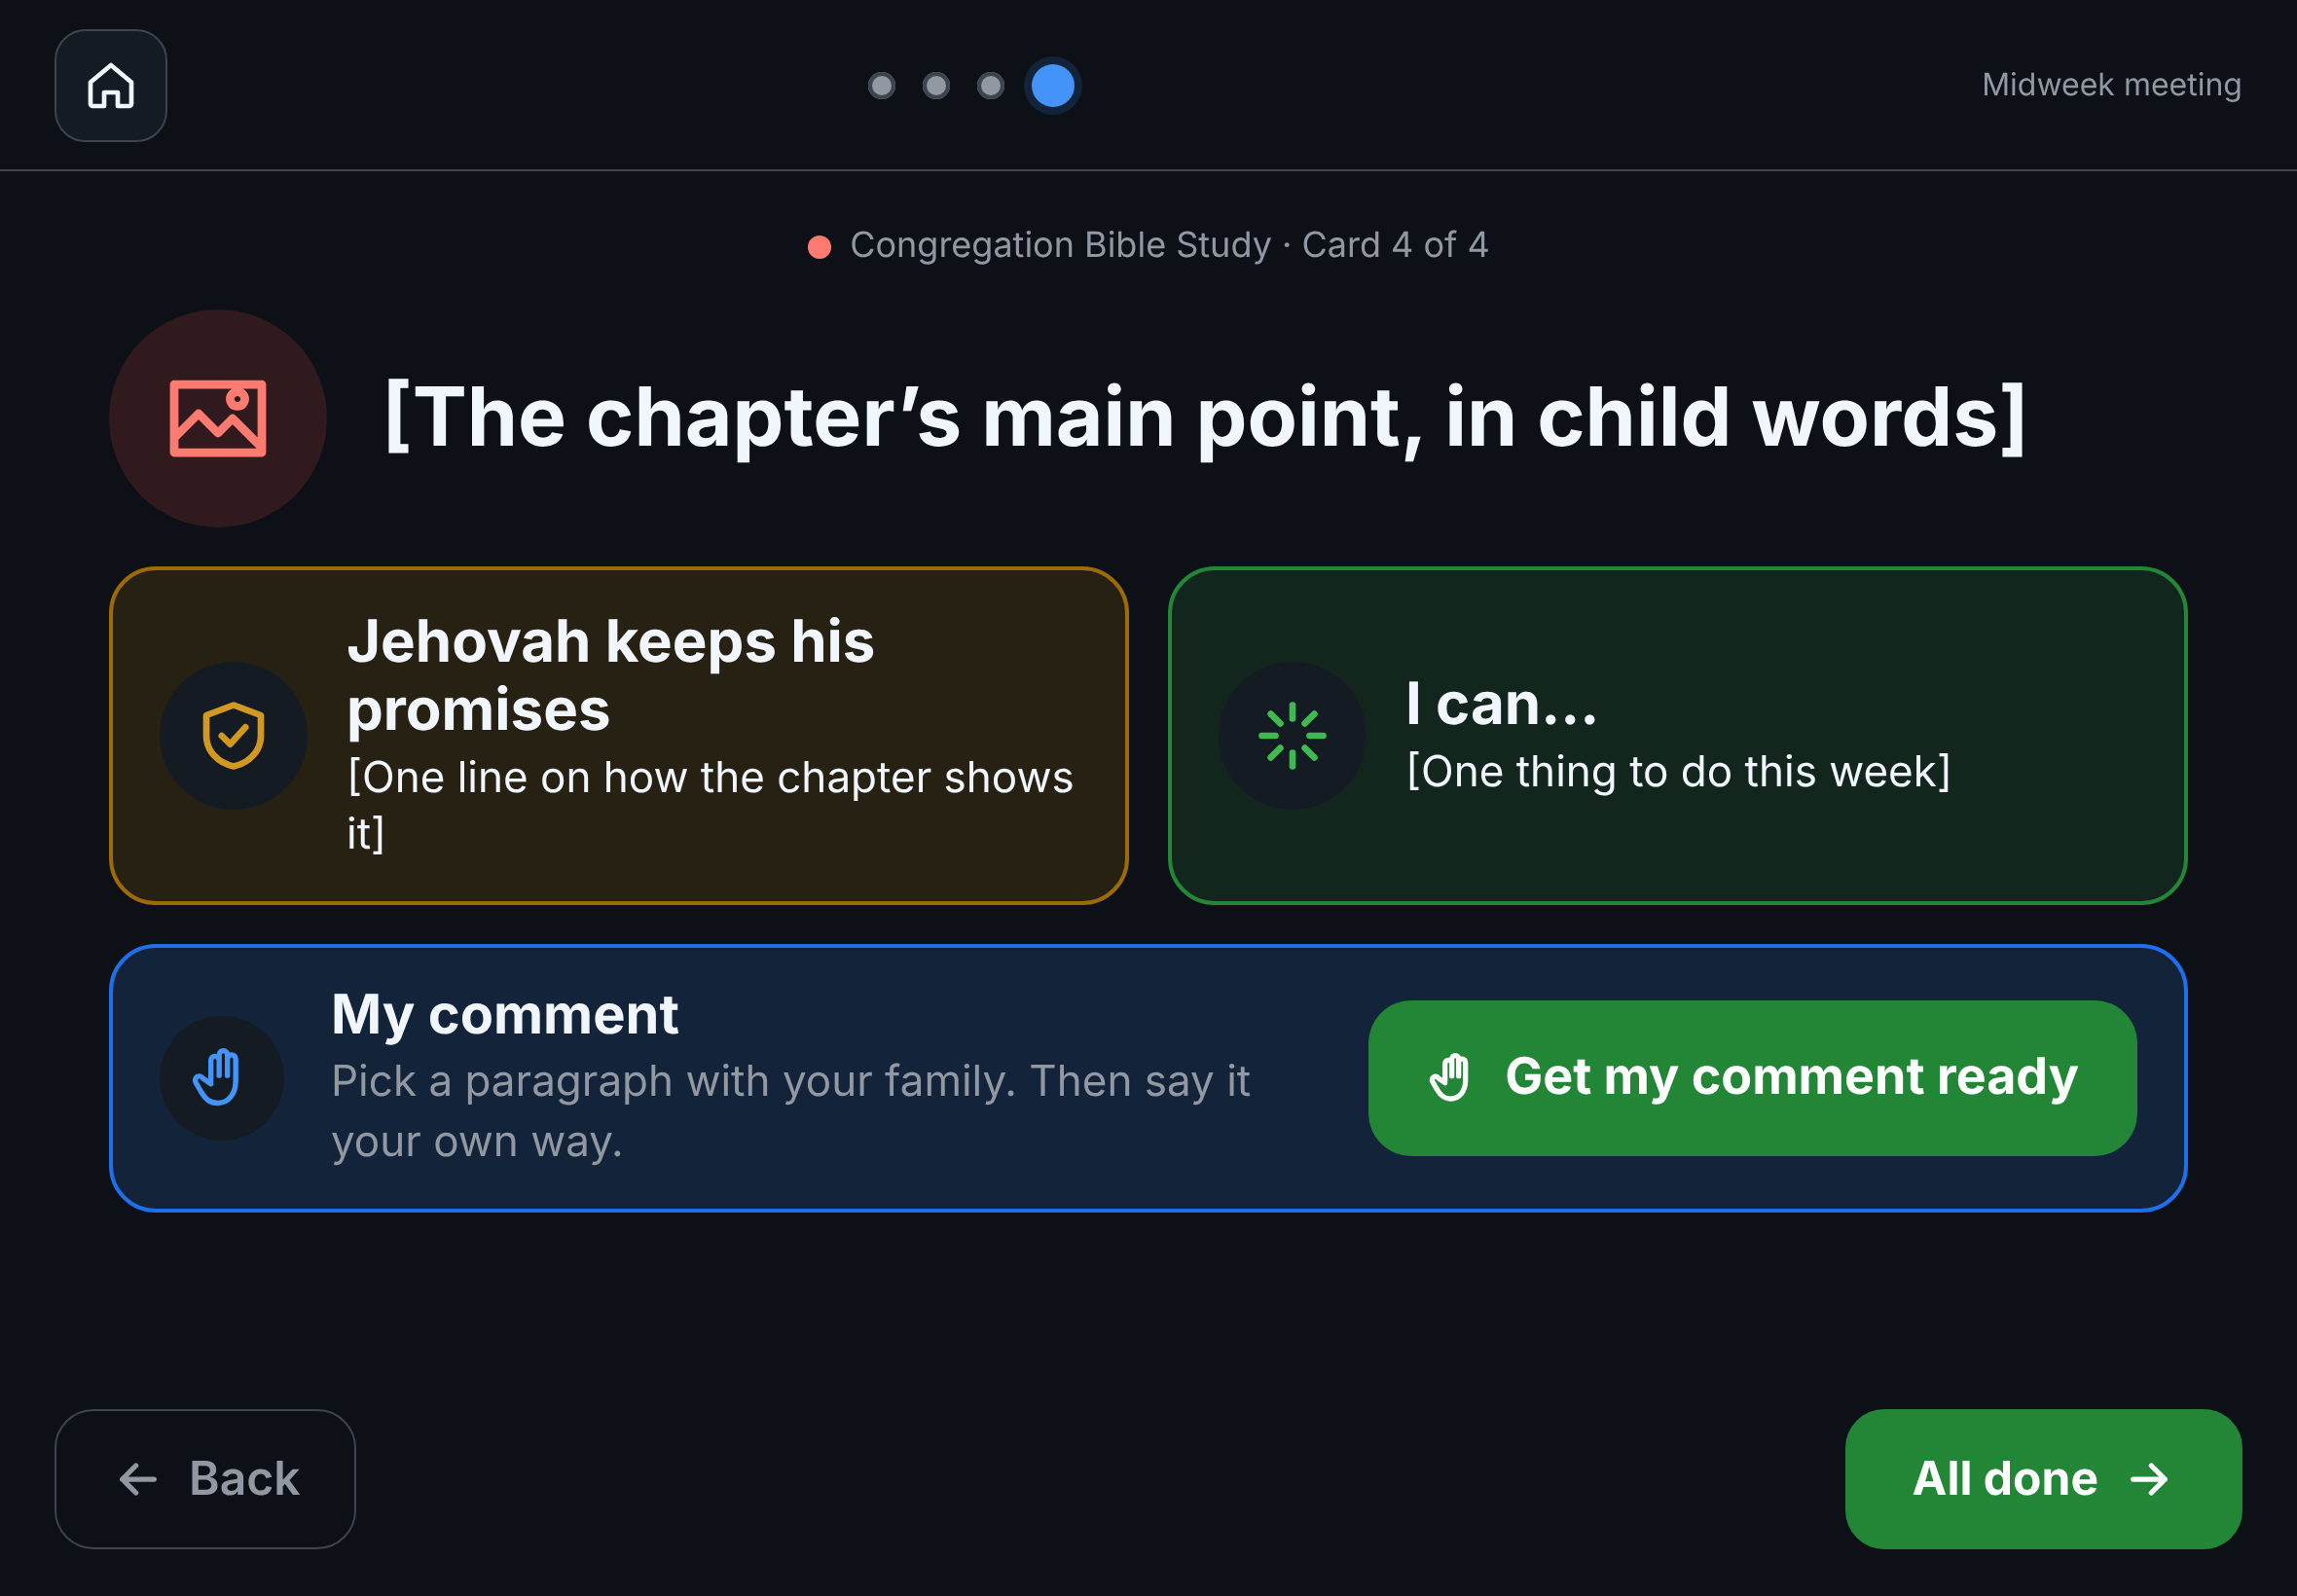 Midweek meeting
Congregation Bible Study · Card 4 of 4
[The chapter’s main point, in child words]
Jehovah keeps his
promises
[One line on how the chapter shows
it]
I can...
[One thing to do this week]
My comment
Pick a paragraph with your family. Then say it
your own way.
Get my comment ready
Back
All done